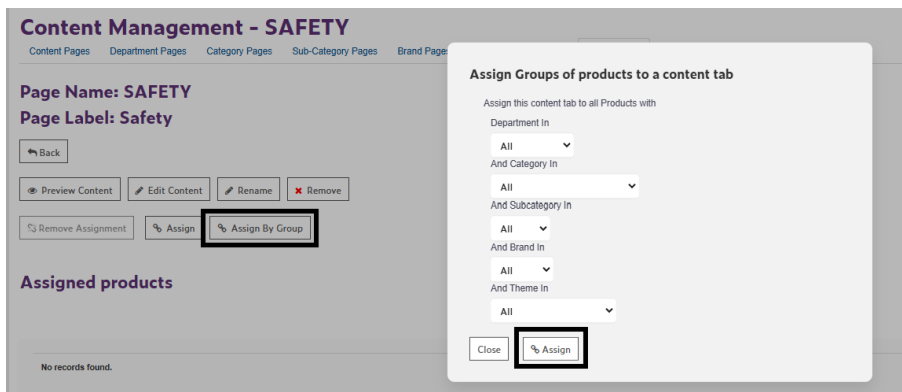 Content Management - SAFETY
Content Pages Department Pages Category Pages Sub-Category Pages Brand Pages
Page Name: SAFETY
Page Label: Safety
Back
Preview Content Edit Content Rename Remove
Remove Assignment Assign Assign By Group
Assigned products
No records found.
Assign Groups of products to a content tab
Assign this content tab to all Products with
Department In
All
And Category In
All
And Subcategory In
All
And Brand In
All
And Theme In
All
Close Assign